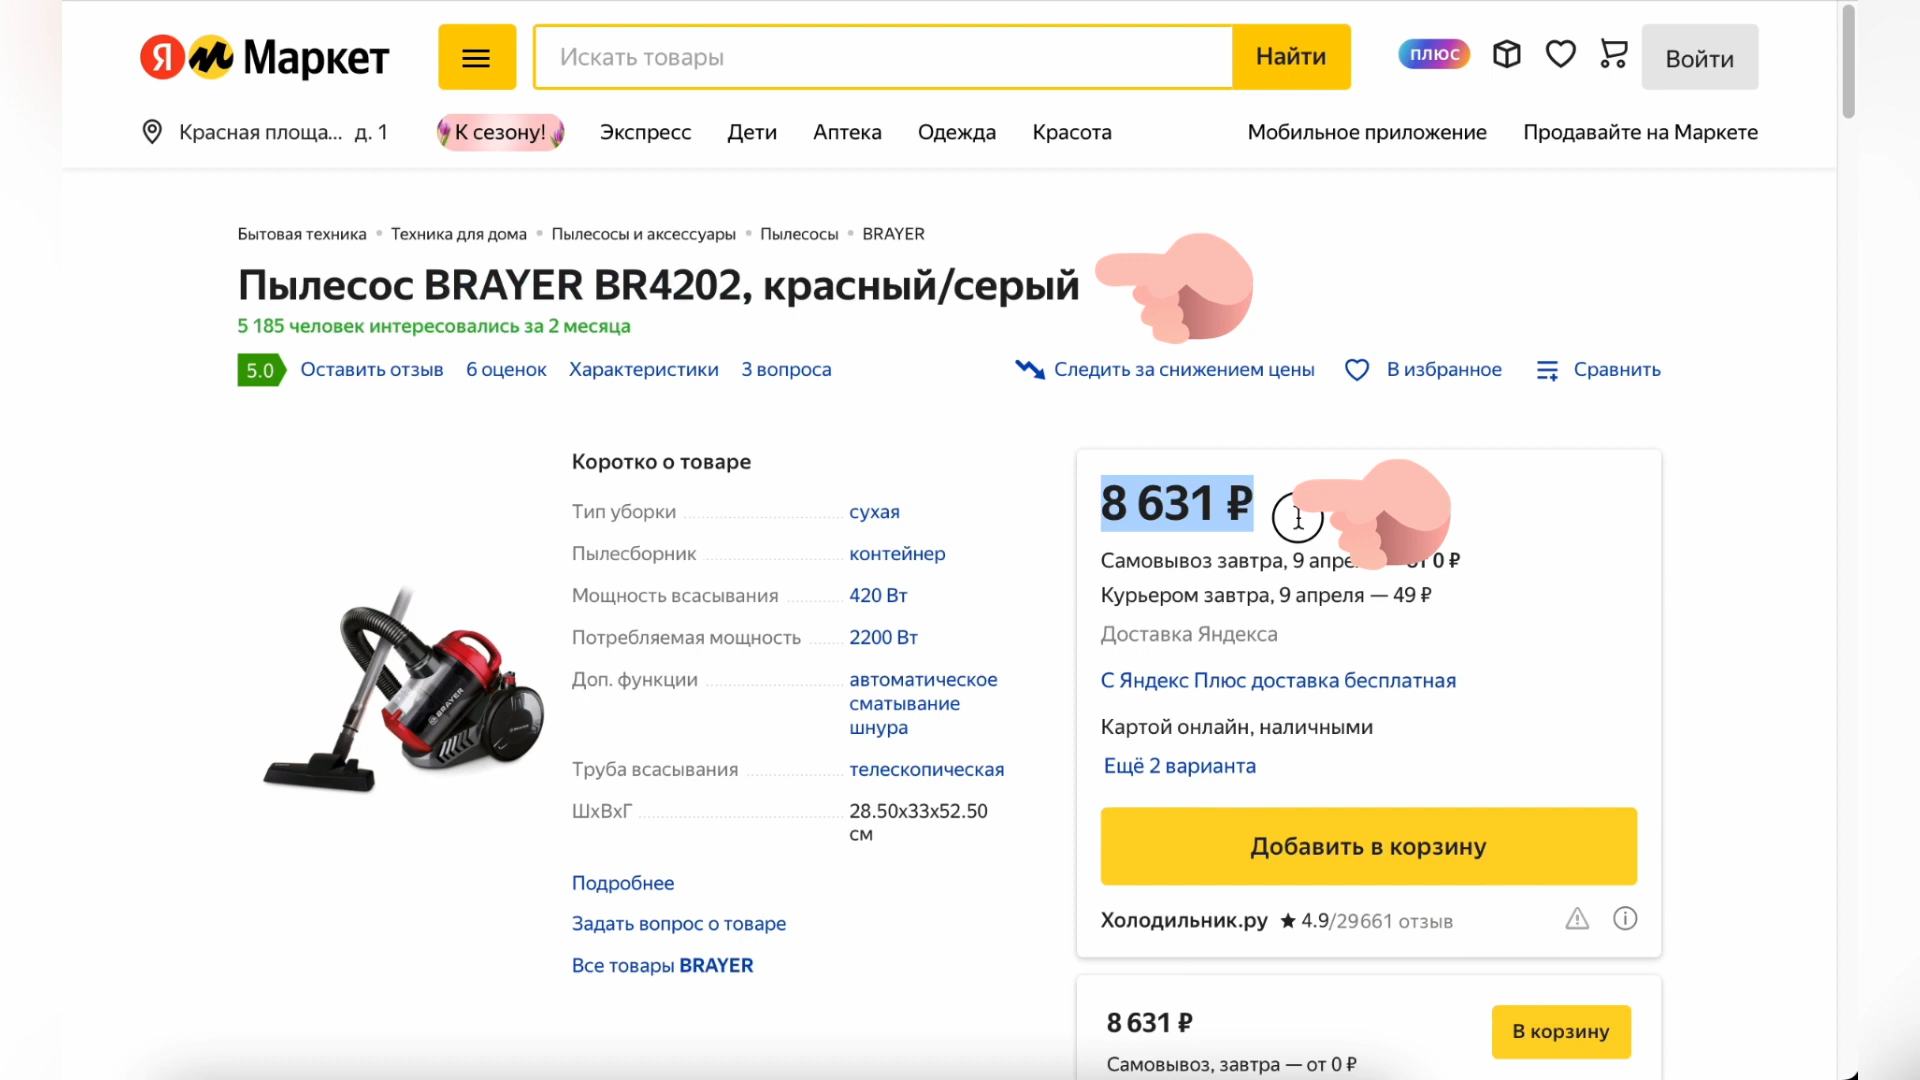 Я Маркет
Искать товары
Найти
плюс
Войти
Красная площа... д. 1
К сезону!
Экспресс
Дети
Аптека
Одежда
Красота
Мобильное приложение
Продавайте на Маркете
Бытовая техника • Техника для дома • Пылесосы и аксессуары • Пылесосы • BRAYER
Пылесос BRAYER BR4202, красный/серый
5 185 человек интересовались за 2 месяца
5.0
Оставить отзыв
6 оценок
Характеристики
3 вопроса
Следить за снижением цены
В избранное
Сравнить
Коротко о товаре
Тип уборки сухая
Пылесборник контейнер
Мощность всасывания 420 Вт
Потребляемая мощность 2200 Вт
Доп. функции автоматическое
сматывание
шнура
Труба всасывания телескопическая
ШхВхГ 28.50х33х52.50
см
Подробнее
Задать вопрос о товаре
Все товары BRAYER
BRAYER
8 631 ₽
Самовывоз завтра, 9 апре от 0 ₽
Курьером завтра, 9 апреля — 49 ₽
Доставка Яндекса
С Яндекс Плюс доставка бесплатная
Картой онлайн, наличными
Ещё 2 варианта
Добавить в корзину
Холодильник.ру ★ 4.9/29661 отзыв
8 631 ₽
В корзину
Самовывоз, завтра — от 0 ₽